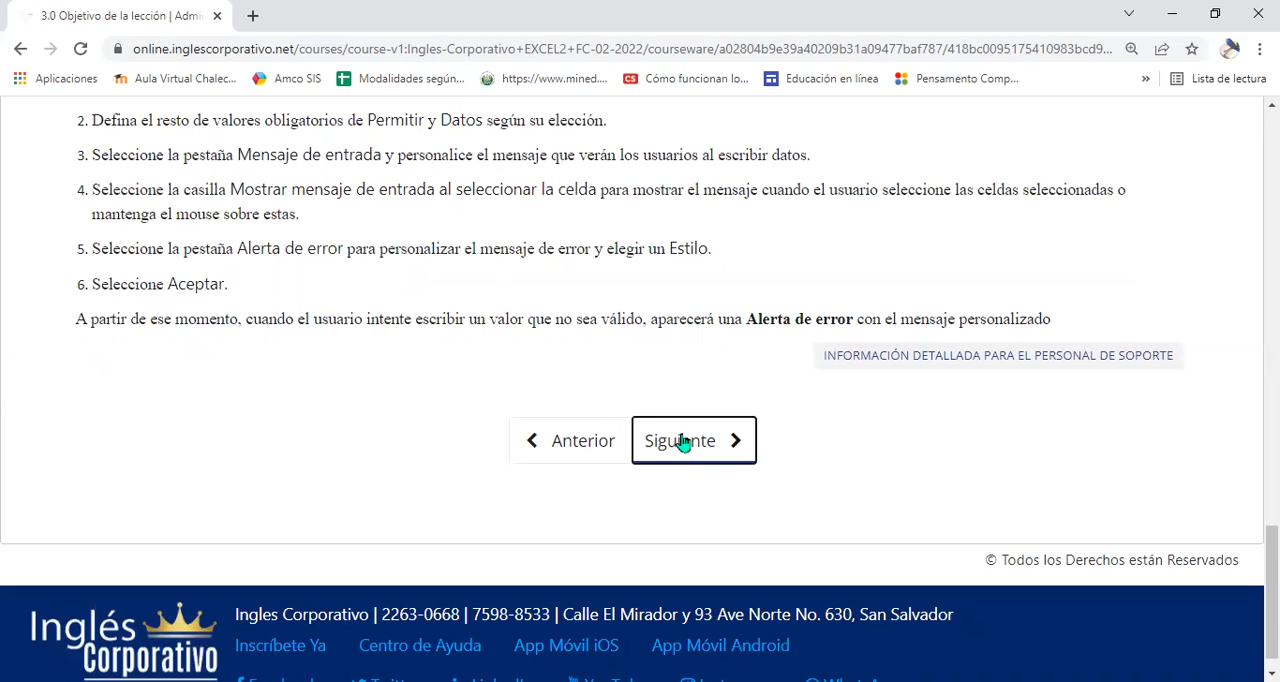 3.0 Objetivo de la lección | Admi
online.inglescorporativo.net/courses/course-v1:Ingles-Corporativo+EXCEL2+FC-02-2022/courseware/a02804b9e39a40209b31a09477baf787/418bc0095175410983bcd9...
Aplicaciones Aula Virtual Chalec... Amco SIS Modalidades según... https://www.mined.... Cómo funcionan lo... Educación en línea Pensamento Comp... » Lista de lectura
2. Defina el resto de valores obligatorios de Permitir y Datos según su elección.
3. Seleccione la pestaña Mensaje de entrada y personalice el mensaje que verán los usuarios al escribir datos.
4. Seleccione la casilla Mostrar mensaje de entrada al seleccionar la celda para mostrar el mensaje cuando el usuario seleccione las celdas seleccionadas o
mantenga el mouse sobre estas.
5. Seleccione la pestaña Alerta de error para personalizar el mensaje de error y elegir un Estilo.
6. Seleccione Aceptar.
A partir de ese momento, cuando el usuario intente escribir un valor que no sea válido, aparecerá una Alerta de error con el mensaje personalizado
INFORMACIÓN DETALLADA PARA EL PERSONAL DE SOPORTE
Anterior Siguiente
© Todos los Derechos están Reservados
Inglés Corporativo
Ingles Corporativo | 2263-0668 | 7598-8533 | Calle El Mirador y 93 Ave Norte No. 630, San Salvador
Inscríbete Ya Centro de Ayuda App Móvil iOS App Móvil Android